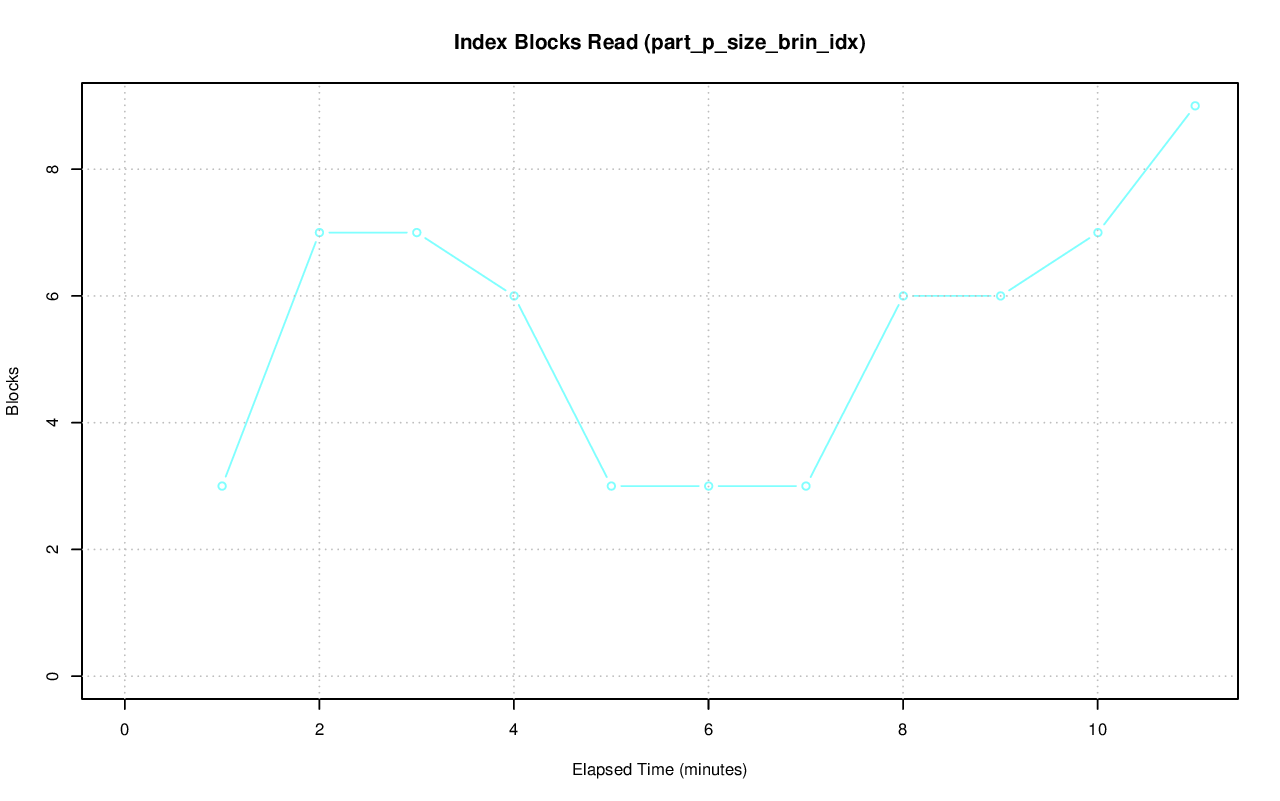 Index Blocks Read (part_p_size_brin_idx)
Blocks
8
6
4
2
0
0 2 4 6 8 10
Elapsed Time (minutes)